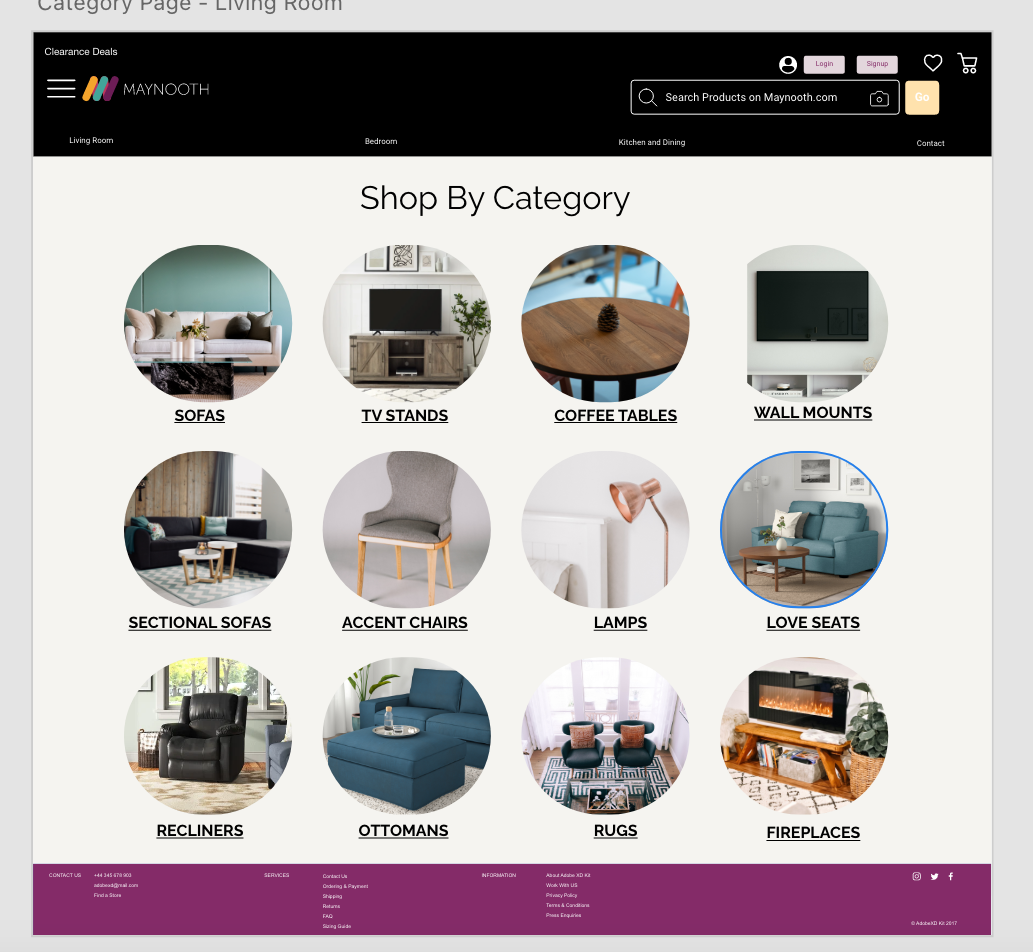 Category Page - Living Room
Clearance Deals
Login
Signup
MAYNOOTH
Search Products on Maynooth.com
Go
Living Room
Bedroom
Kitchen and Dining
Contact
Shop By Category
SOFAS
TV STANDS
COFFEE TABLES
WALL MOUNTS
SECTIONAL SOFAS
ACCENT CHAIRS
LAMPS
LOVE SEATS
RECLINERS
OTTOMANS
RUGS
FIREPLACES
CONTACT US
+44 345 678 903
adobexd@mail.com
Find a Store
SERVICES
Contact Us
Ordering & Payment
Shipping
Returns
FAQ
Sizing Guide
INFORMATION
About Adobe XD Kit
Work With US
Privacy Policy
Terms & Conditions
Press Enquiries
© AdobeXD Kit 2017